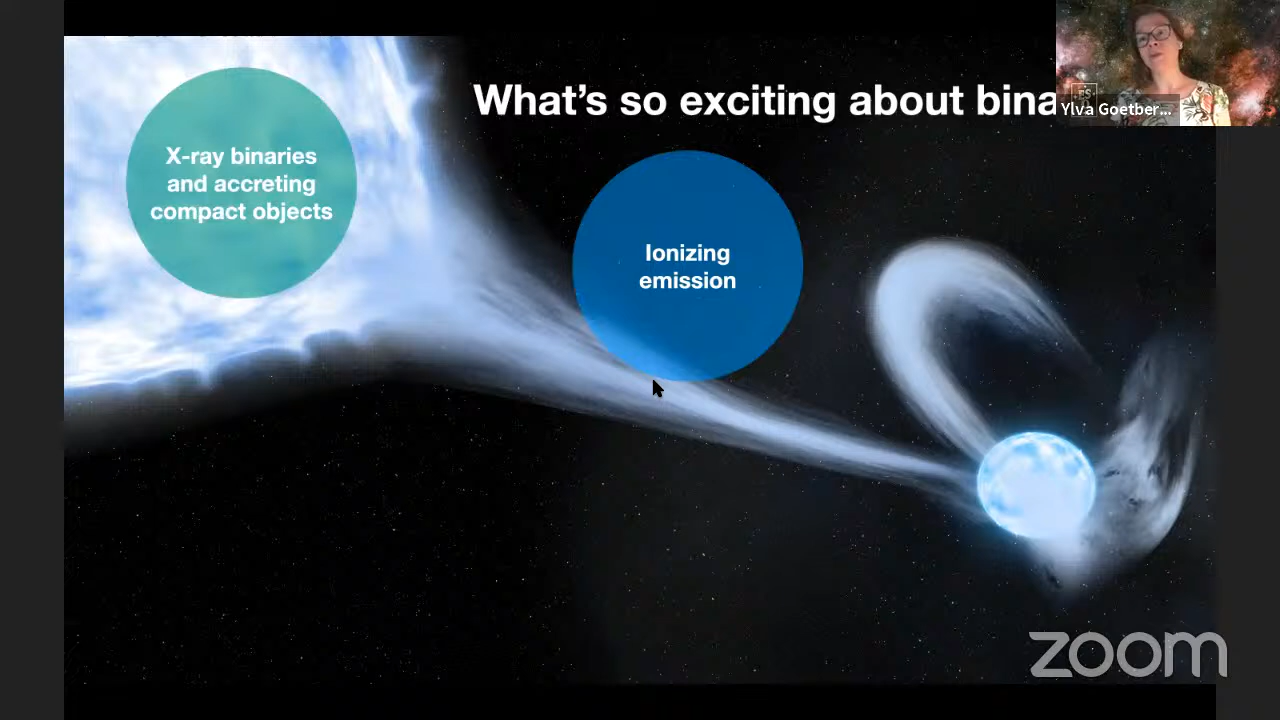 What's so exciting about bina
Ylva Goetber...
X-ray binaries
and accreting
compact objects
Ionizing
emission
zoom